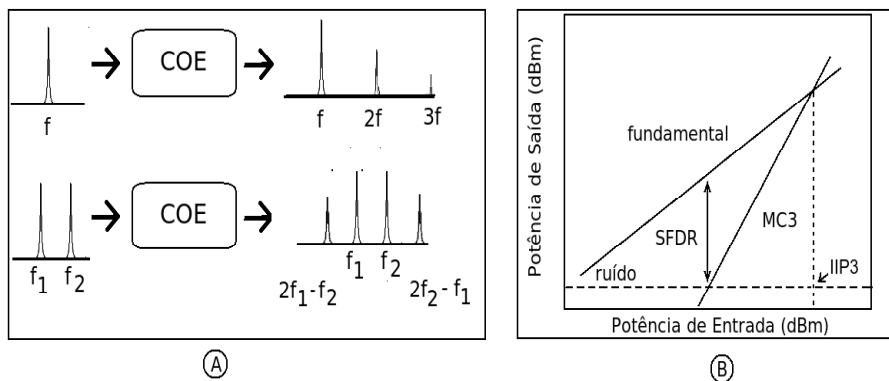 COE
f
f 2f 3f
COE
f₁ f₂
f₁ f₂
2f₁-f₂ 2f₂-f₁
A
Potência de Saída (dBm)
fundamental
MC3
SFDR
ruído
IIP3
Potência de Entrada (dBm)
B